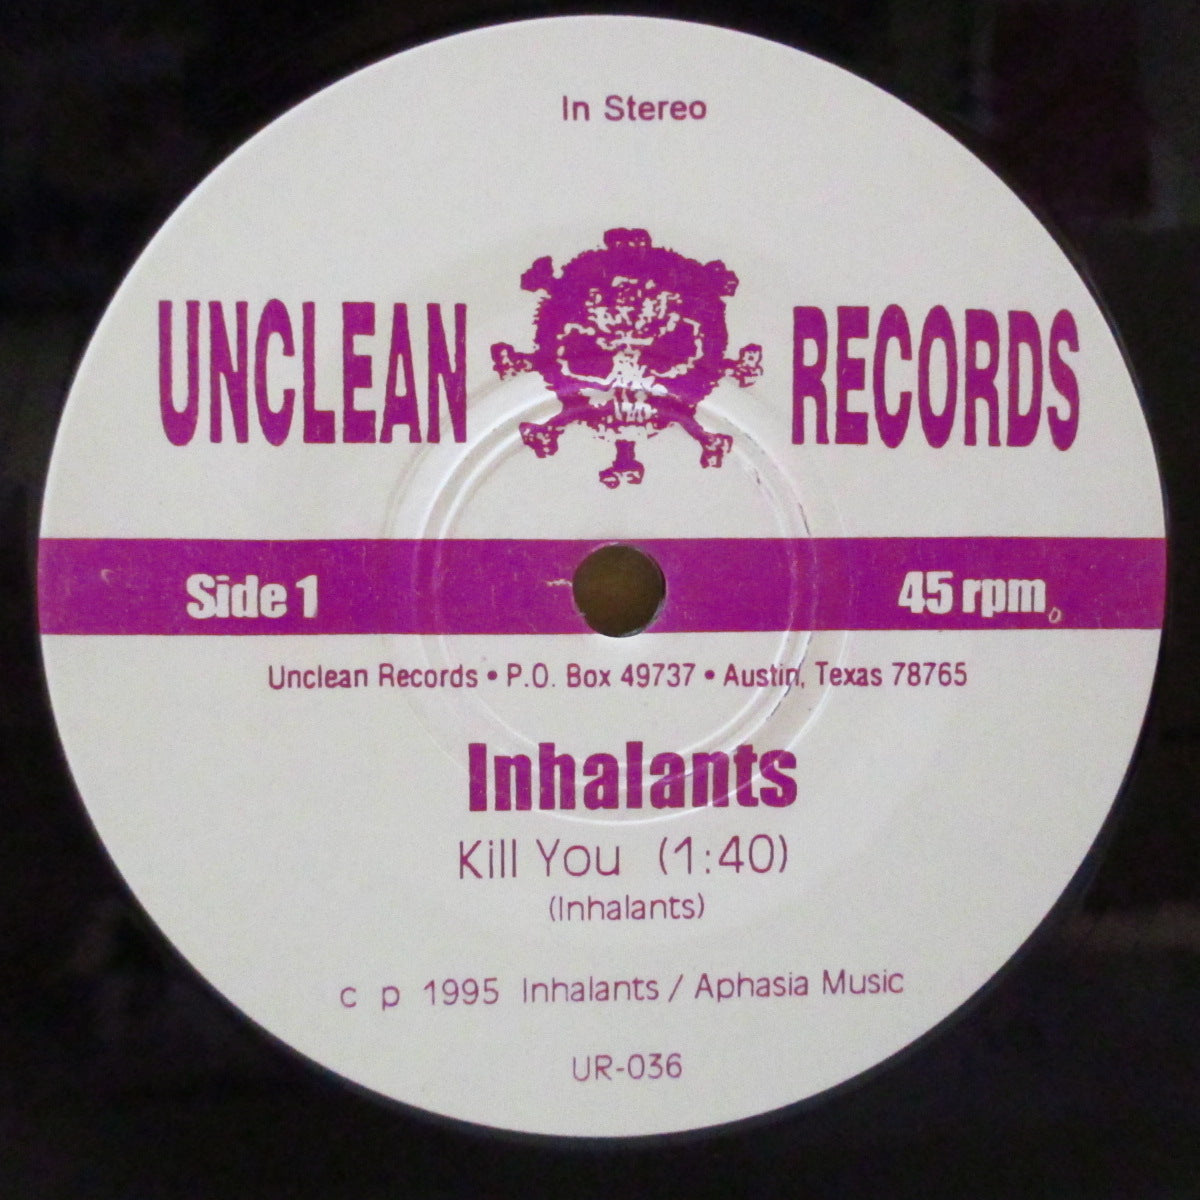 In Stereo
UNCLEAN RECORDS
Side 1 45 rpm
Unclean Records • P.O. Box 49737 • Austin, Texas 78765
Inhalants
Kill You (1:40)
(Inhalants)
c p 1995 Inhalants / Aphasia Music
UR-036